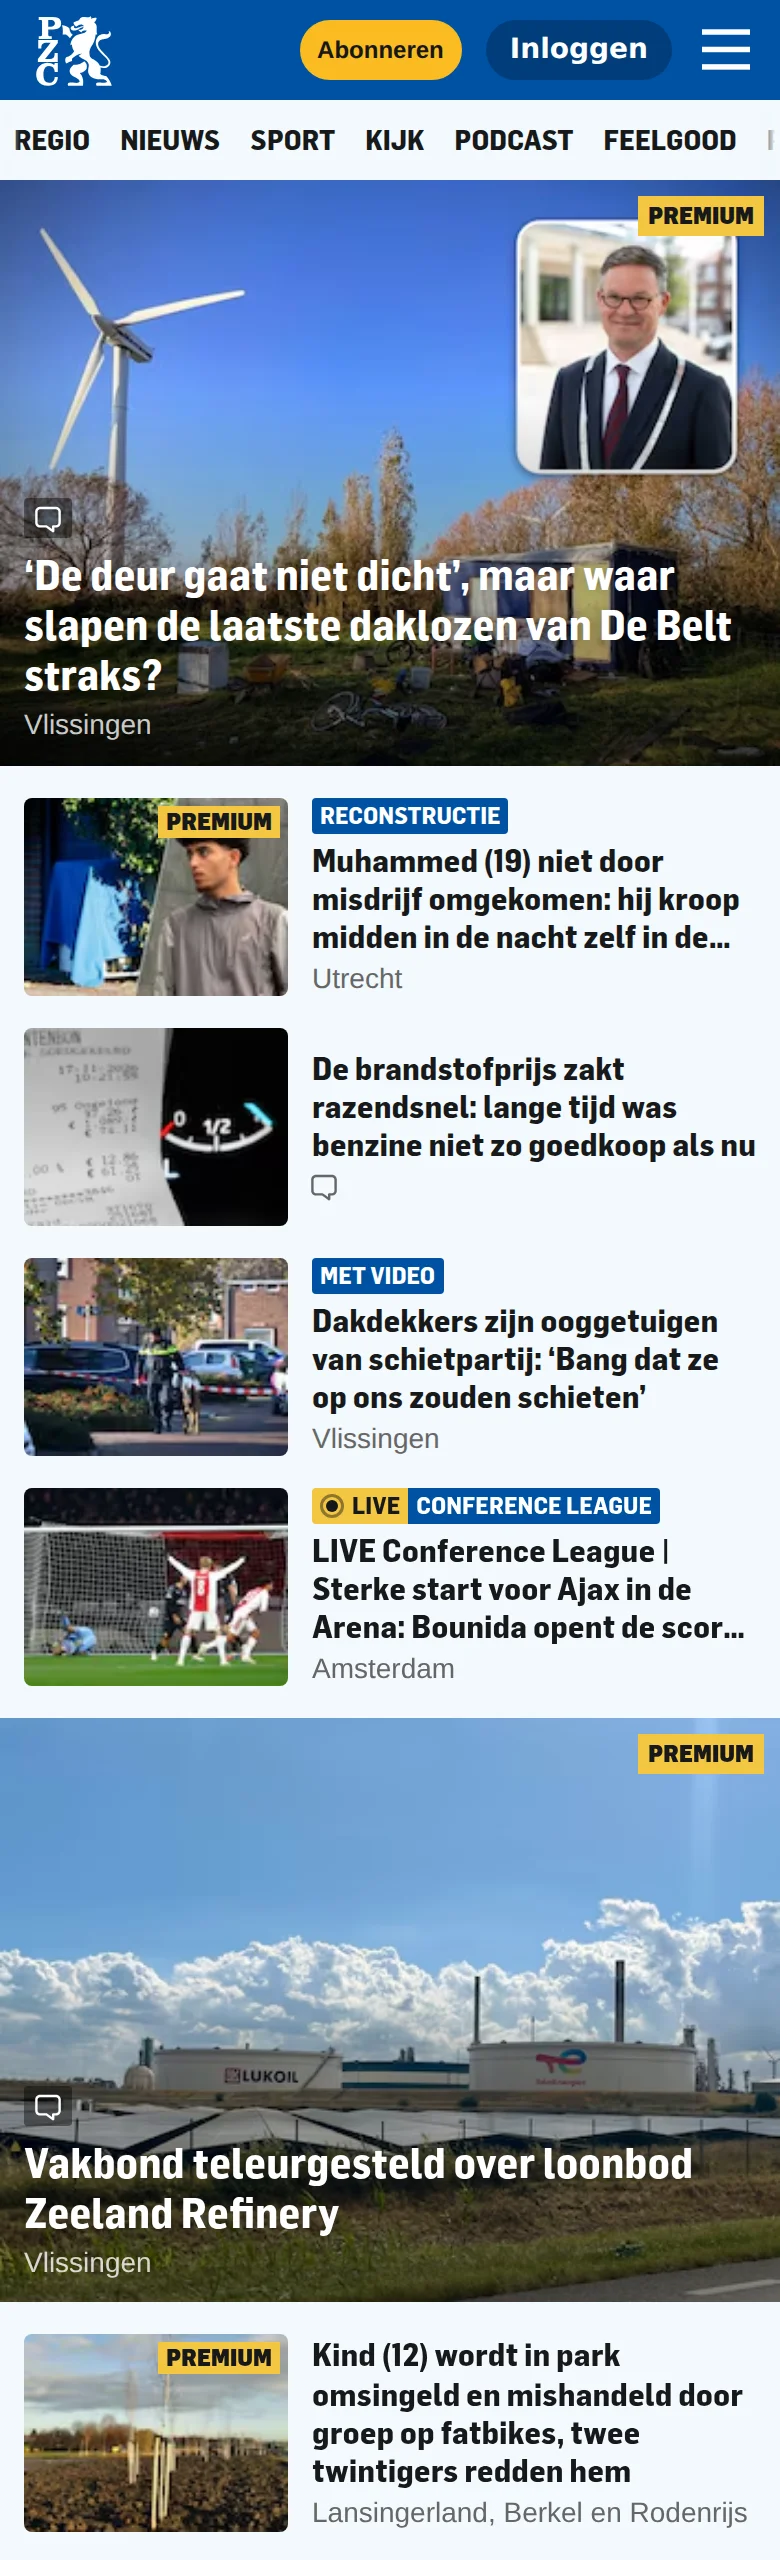 PZC
Abonneren
Inloggen
REGIO NIEUWS SPORT KIJK PODCAST FEELGOOD
PREMIUM
‘De deur gaat niet dicht’, maar waar
slapen de laatste daklozen van De Belt
straks?
Vlissingen
PREMIUM
RECONSTRUCTIE
Muhammed (19) niet door
misdrijf omgekomen: hij kroop
midden in de nacht zelf in de...
Utrecht
0 1/2
De brandstofprijs zakt
razendsnel: lange tijd was
benzine niet zo goedkoop als nu
MET VIDEO
Dakdekkers zijn ooggetuigen
van schietpartij: ‘Bang dat ze
op ons zouden schieten’
Vlissingen
LIVE CONFERENCE LEAGUE
LIVE Conference League |
Sterke start voor Ajax in de
Arena: Bounida opent de scor...
Amsterdam
PREMIUM
LUKOIL
Vakbond teleurgesteld over loonbod
Zeeland Refinery
Vlissingen
PREMIUM
Kind (12) wordt in park
omsingeld en mishandeld door
groep op fatbikes, twee
twintigers redden hem
Lansingerland, Berkel en Rodenrijs